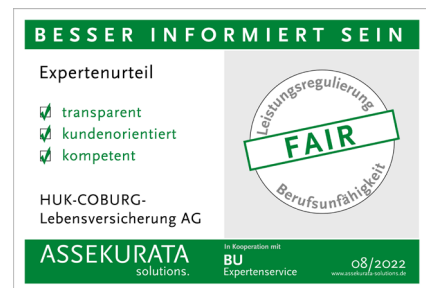 BESSER INFORMIERT SEIN
Expertenurteil
transparent
kundenorientiert
kompetent
HUK-COBURG-
Lebensversicherung AG
Leistungsregulierung
FAIR
Berufsunfähigkeit
ASSEKURATA
solutions.
In Kooperation mit
BU
Expertenservice
08/2022
www.assekurata-solutions.de